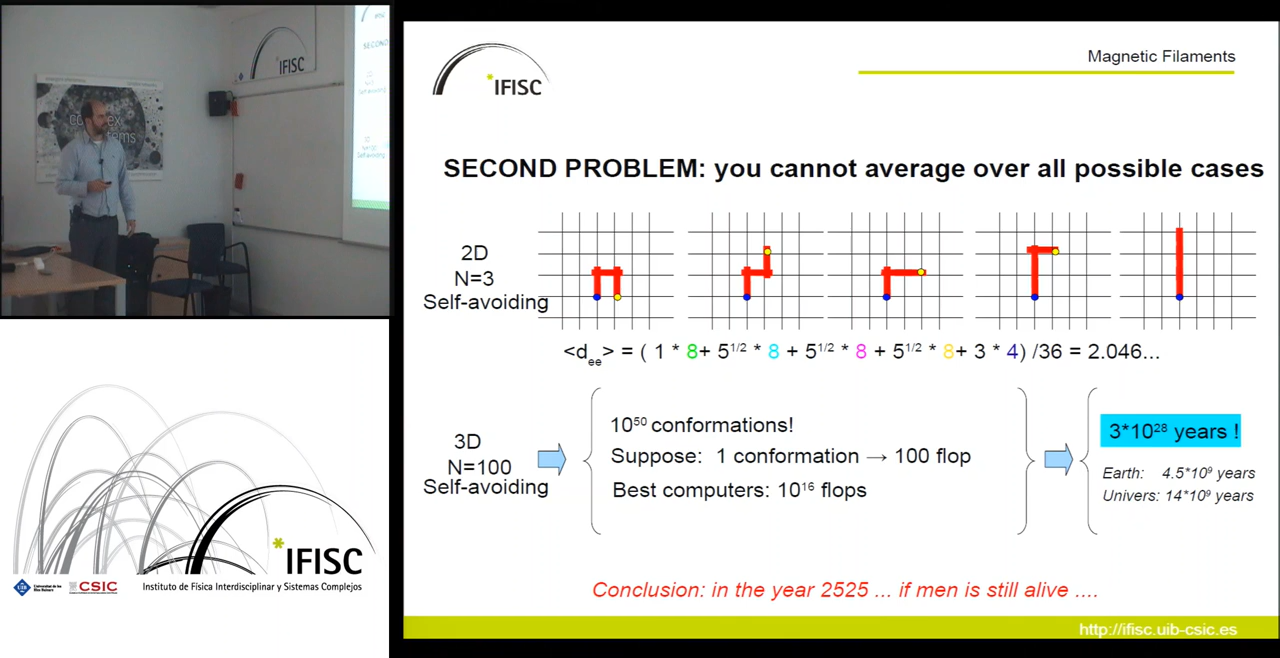 IFISC
complex
systems
IFISC
Magnetic Filaments
SECOND PROBLEM: you cannot average over all possible cases
2D
N=3
Self-avoiding
<d_ee> = ( 1 * 8+ 5^1/2 * 8 + 5^1/2 * 8 + 5^1/2 * 8+ 3 * 4) /36 = 2.046...
3D
N=100
Self-avoiding
10^50 conformations!
Suppose: 1 conformation → 100 flop
Best computers: 10^16 flops
3*10^28 years !
Earth: 4.5*10^9 years
Univers: 14*10^9 years
Conclusion: in the year 2525 ... if men is still alive ....
http://ifisc.uib-csic.es
IFISC
UIB
CSIC
Instituto de Física Interdisciplinar y Sistemas Complejos